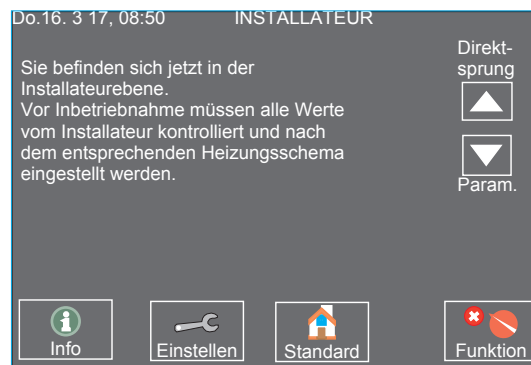 Do.16. 3 17, 08:50 INSTALLATEUR
Sie befinden sich jetzt in der
Installateurebene.
Vor Inbetriebnahme müssen alle Werte
vom Installateur kontrolliert und nach
dem entsprechenden Heizungsschema
eingestellt werden.
Direkt-
sprung
Param.
Info
Einstellen
Standard
Funktion